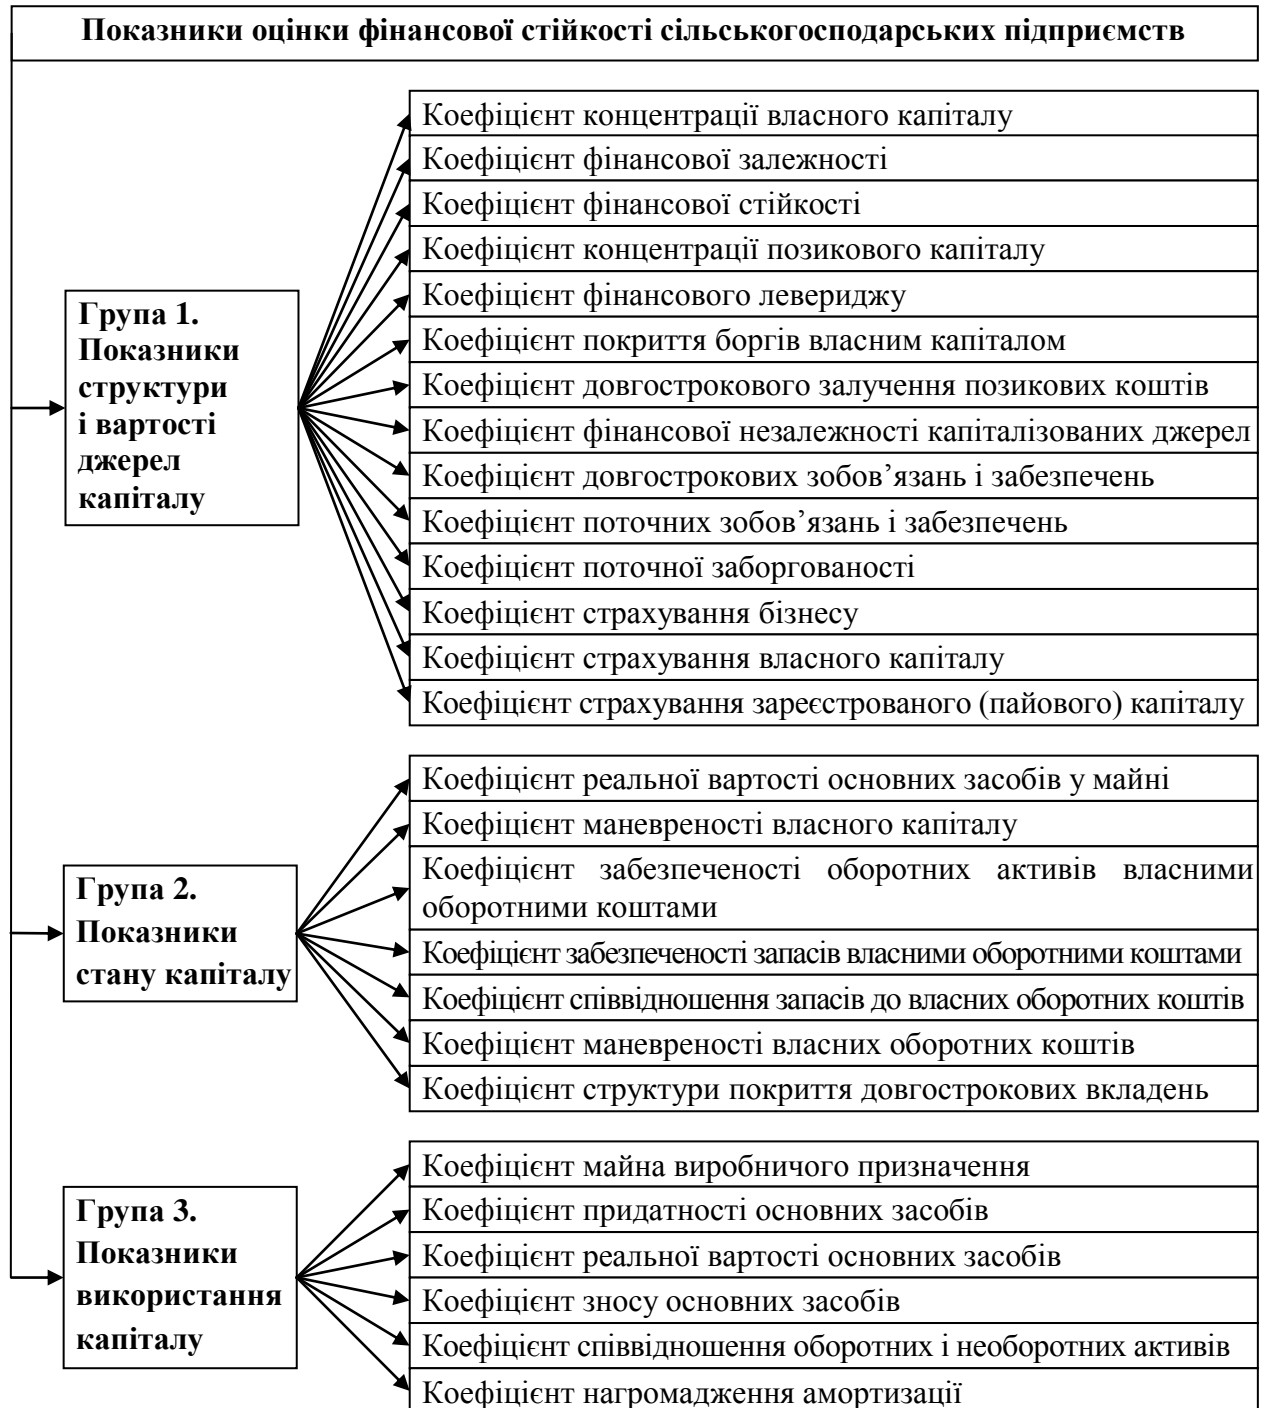 Показники оцінки фінансової стійкості сільськогосподарських підприємств
Група 1.
Показники
структури
і вартості
джерел
капіталу
Коефіцієнт концентрації власного капіталу
Коефіцієнт фінансової залежності
Коефіцієнт фінансової стійкості
Коефіцієнт концентрації позикового капіталу
Коефіцієнт фінансового левериджу
Коефіцієнт покриття боргів власним капіталом
Коефіцієнт довгострокового залучення позикових коштів
Коефіцієнт фінансової незалежності капіталізованих джерел
Коефіцієнт довгострокових зобов’язань і забезпечень
Коефіцієнт поточних зобов’язань і забезпечень
Коефіцієнт поточної заборгованості
Коефіцієнт страхування бізнесу
Коефіцієнт страхування власного капіталу
Коефіцієнт страхування зареєстрованого (пайового) капіталу
Група 2.
Показники
стану капіталу
Коефіцієнт реальної вартості основних засобів у майні
Коефіцієнт маневреності власного капіталу
Коефіцієнт забезпеченості оборотних активів власними
оборотними коштами
Коефіцієнт забезпеченості запасів власними оборотними коштами
Коефіцієнт співвідношення запасів до власних оборотних коштів
Коефіцієнт маневреності власних оборотних коштів
Коефіцієнт структури покриття довгострокових вкладень
Група 3.
Показники
використання
капіталу
Коефіцієнт майна виробничого призначення
Коефіцієнт придатності основних засобів
Коефіцієнт реальної вартості основних засобів
Коефіцієнт зносу основних засобів
Коефіцієнт співвідношення оборотних і необоротних активів
Коефіцієнт нагромадження амортизації